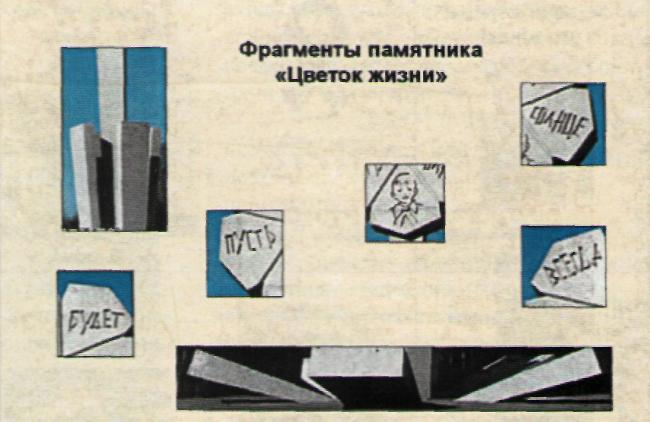 Фрагменты памятника
«Цветок жизни»
СОЛНЦЕ
ПУСТЬ
ВСЕГДА
БУДЕТ